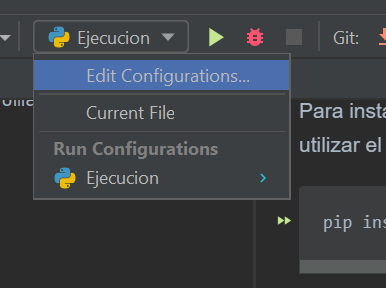 Ejecucion
Git:
Edit Configurations...
Current File
Para insta
Run Configurations
utilizar el
Ejecucion
pip ins